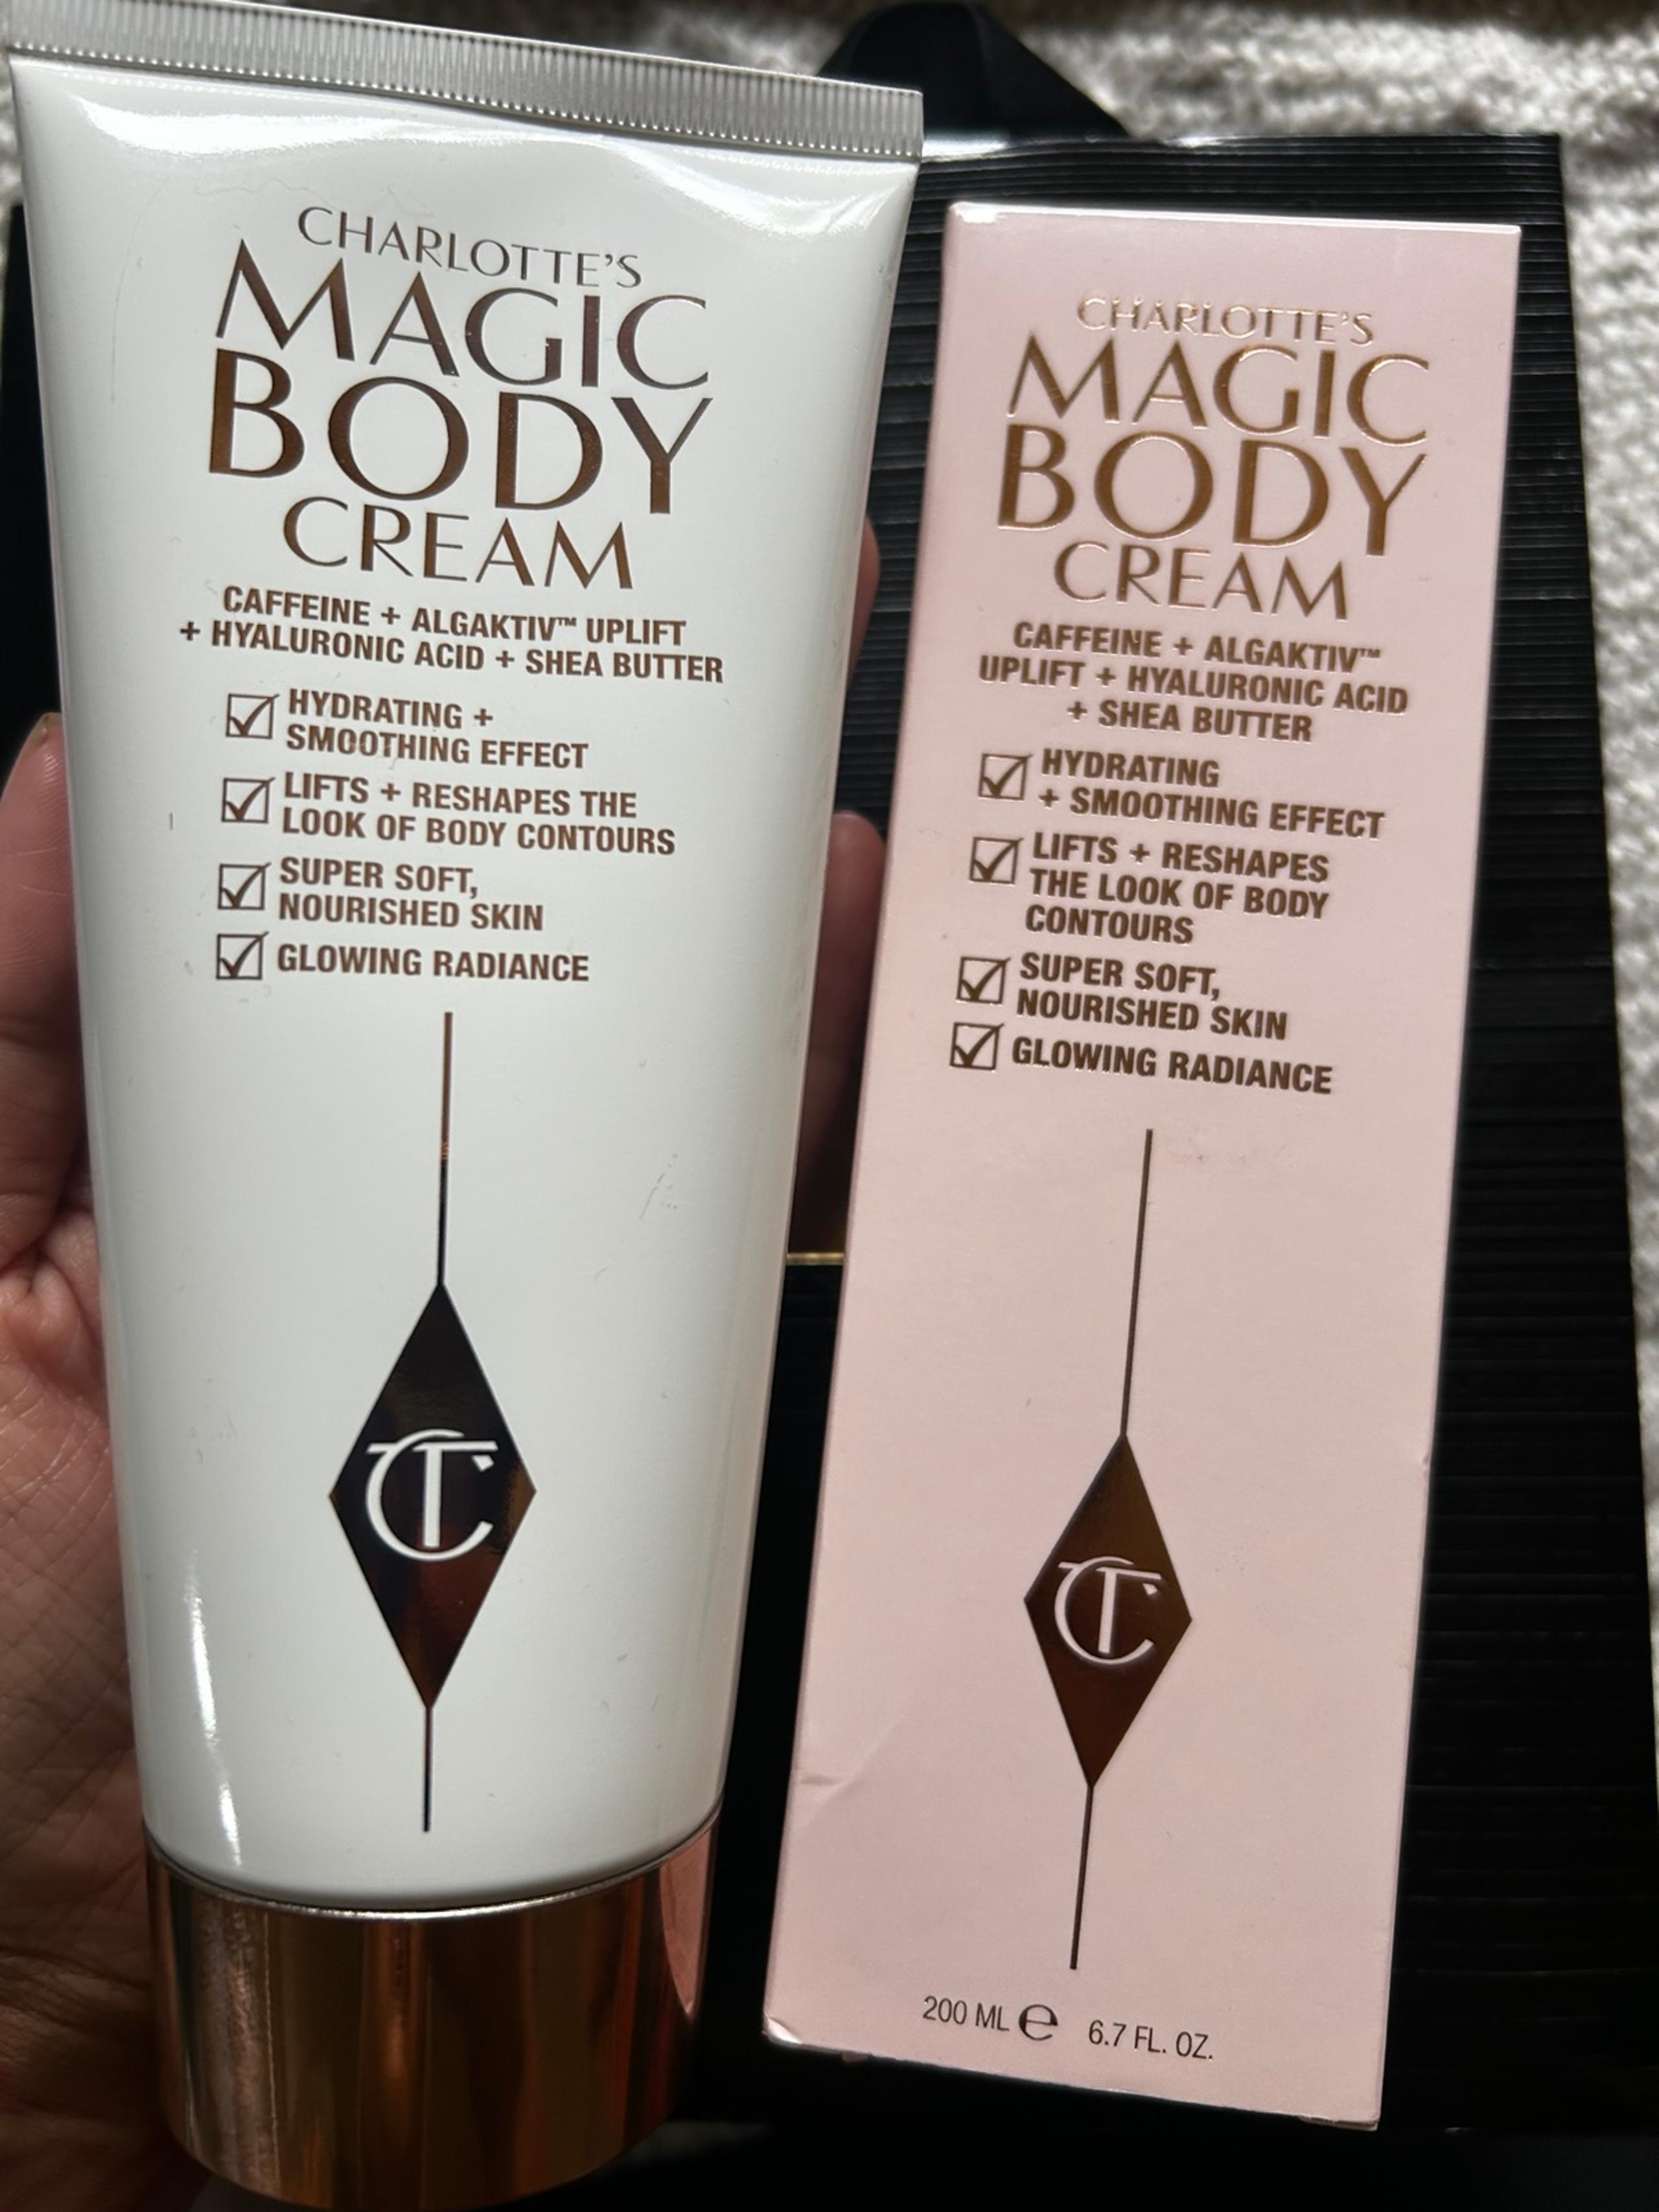 CHARLOTTE'S
MAGIC
BODY
CREAM
CAFFEINE + ALGAKTIV™ UPLIFT
+ HYALURONIC ACID + SHEA BUTTER
HYDRATING +
SMOOTHING EFFECT
LIFTS + RESHAPES THE
LOOK OF BODY CONTOURS
SUPER SOFT,
NOURISHED SKIN
GLOWING RADIANCE
CT
CHARLOTTE'S
MAGIC
BODY
CREAM
CAFFEINE + ALGAKTIV™
UPLIFT + HYALURONIC ACID
+ SHEA BUTTER
HYDRATING
+ SMOOTHING EFFECT
LIFTS + RESHAPES
THE LOOK OF BODY
CONTOURS
SUPER SOFT,
NOURISHED SKIN
GLOWING RADIANCE
CT
200 ML ℮ 6.7 FL. OZ.